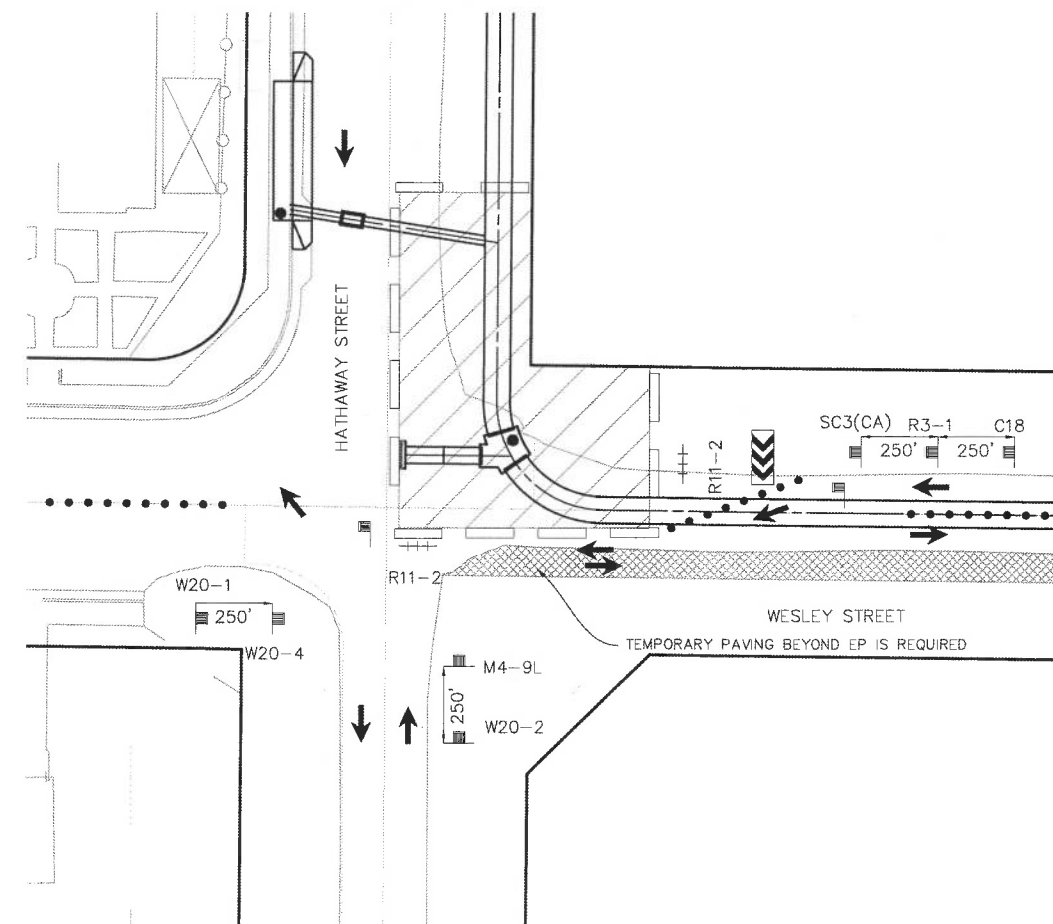 HATHAWAY STREET
SC3(CA) R3-1 C18
250' 250'
R11-2
R11-2
W20-1
250'
W20-4
WESLEY STREET
TEMPORARY PAVING BEYOND EP IS REQUIRED
M4-9L
250'
W20-2